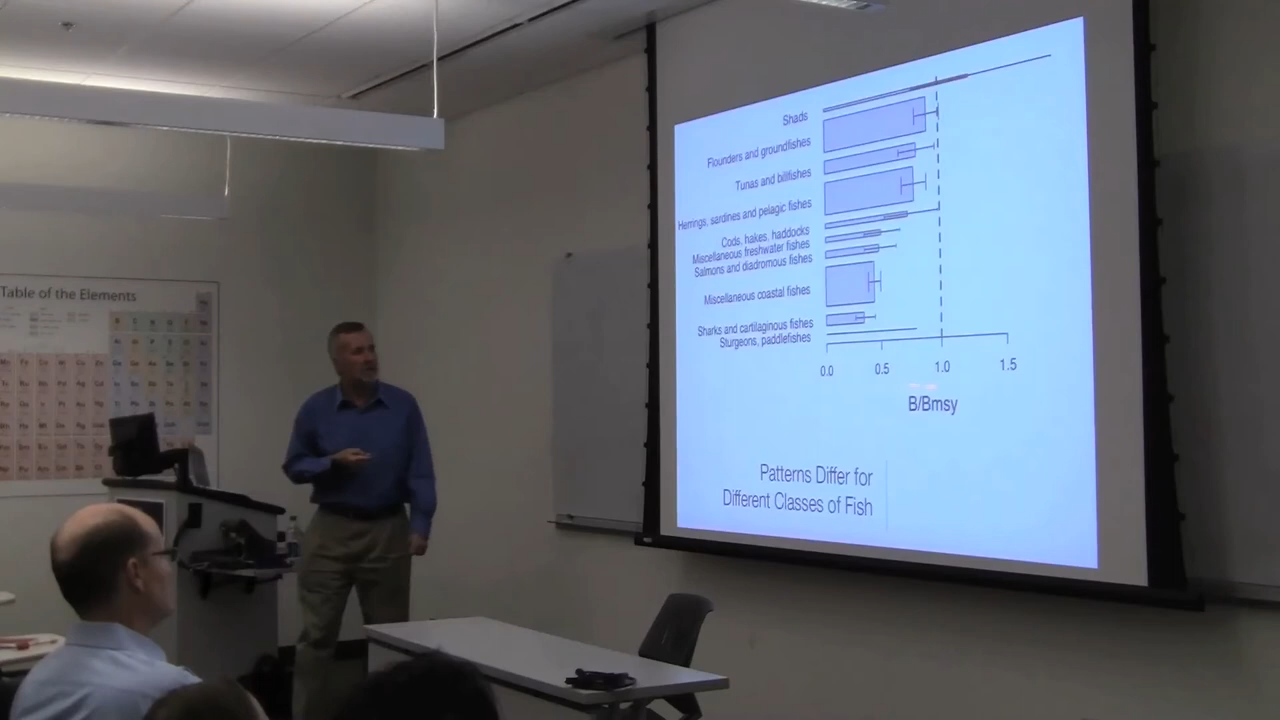 Shads
Flounders and groundfishes
Tunas and billfishes
Herrings, sardines and pelagic fishes
Cods, hakes, haddocks
Miscellaneous freshwater fishes
Salmons and diadromous fishes
Miscellaneous coastal fishes
Sharks and cartilaginous fishes
Sturgeons, paddlefishes
0.0 0.5 1.0 1.5
B/Bmsy
Patterns Differ for
Different Classes of Fish
Table of the Elements